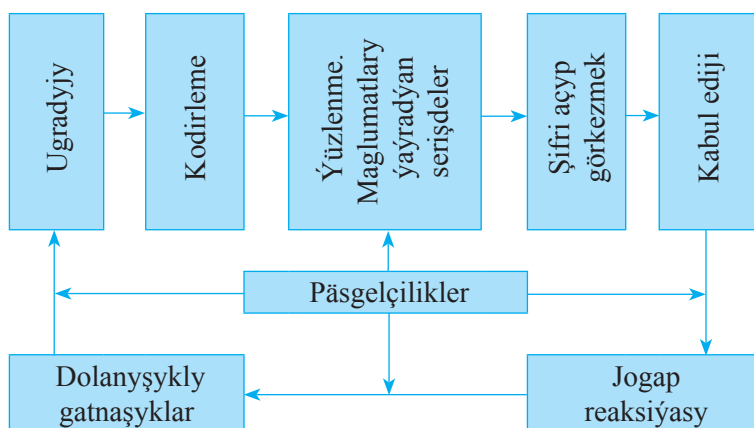 Ugradyjy
Kodirleme
Ýüzlenme.
Maglumatlary
ýaýradýan
serişdeler
Şifri açyp
görkezmek
Kabul ediji
Päsgelçilikler
Dolanyşykly
gatnaşyklar
Jogap
reaksiýasy